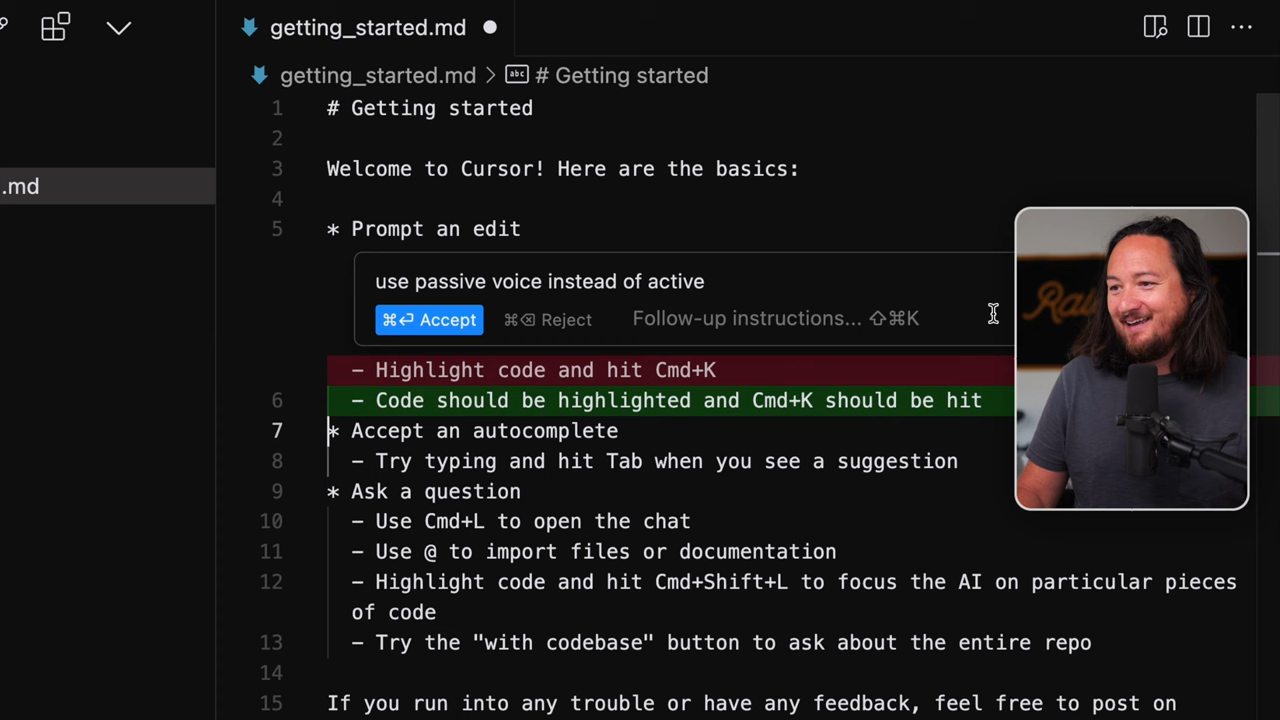 getting_started.md
getting_started.md > # Getting started
.md
1 # Getting started
2
3 Welcome to Cursor! Here are the basics:
4
5 * Prompt an edit
use passive voice instead of active
⌘⏎ Accept ⌘⌫ Reject Follow-up instructions... ⇧⌘K
- Highlight code and hit Cmd+K
6 - Code should be highlighted and Cmd+K should be hit
7 * Accept an autocomplete
8 - Try typing and hit Tab when you see a suggestion
9 * Ask a question
10 - Use Cmd+L to open the chat
11 - Use @ to import files or documentation
12 - Highlight code and hit Cmd+Shift+L to focus the AI on particular pieces
of code
13 - Try the "with codebase" button to ask about the entire repo
14
15 If you run into any trouble or have any feedback, feel free to post on